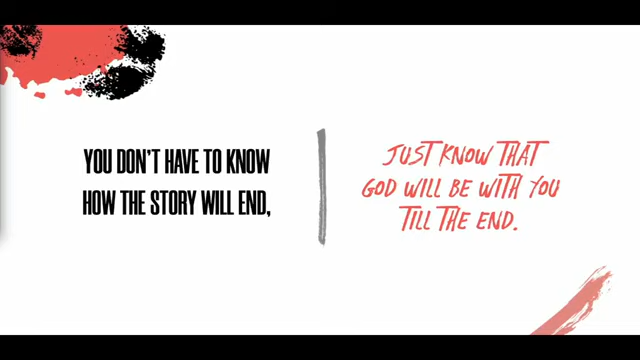 YOU DON'T HAVE TO KNOW
HOW THE STORY WILL END,
JUST KNOW THAT
GOD WILL BE WITH YOU
TILL THE END.